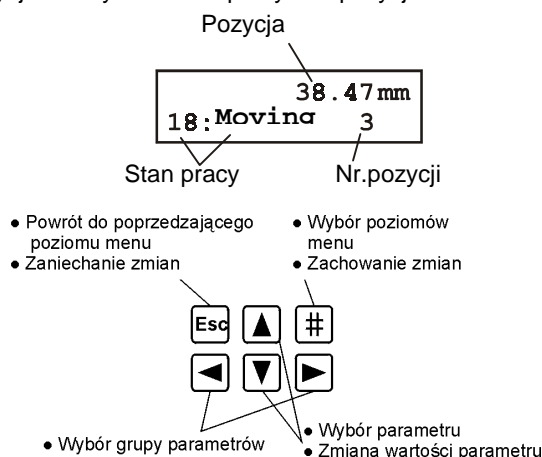 Pozycja
38.47mm
18:Moving 3
Stan pracy Nr.pozycji
• Powrót do poprzedzającego
poziomu menu
• Zaniechanie zmian
• Wybór poziomów
menu
• Zachowanie zmian
Esc ▲ #
◄ ▼ ►
• Wybór grupy parametrów
• Wybór parametru
• Zmiana wartości parametru